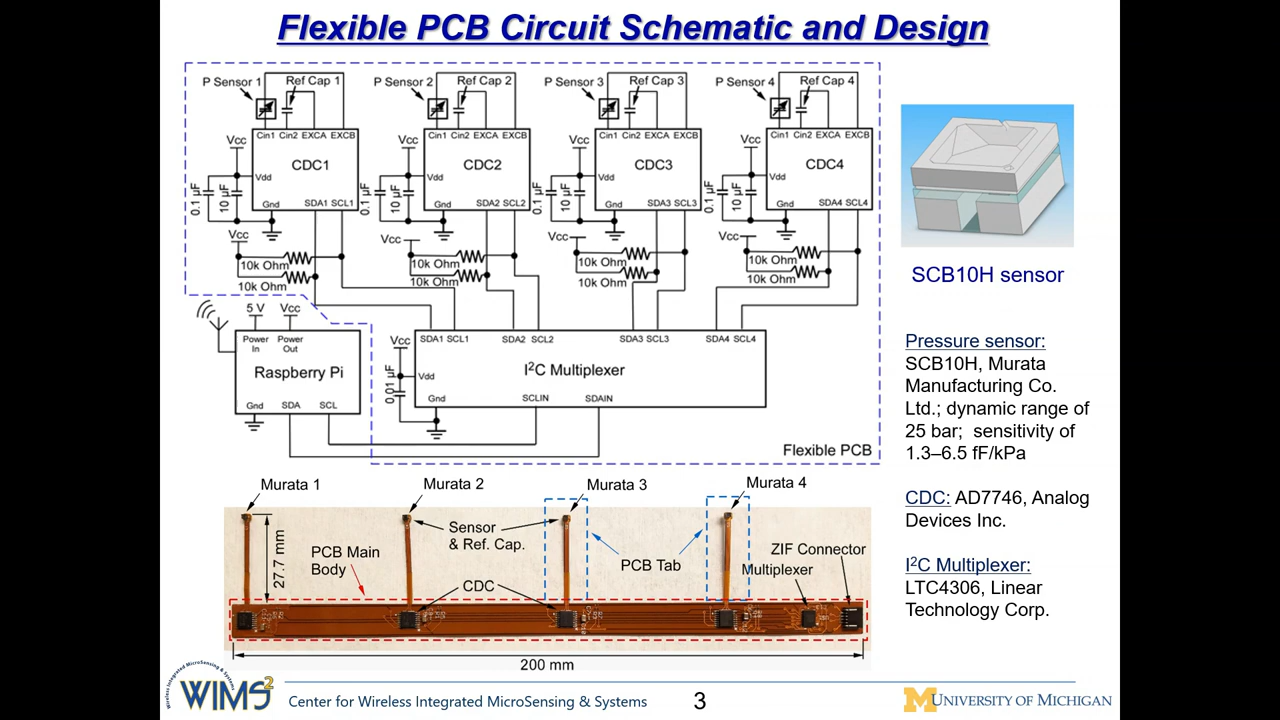 Flexible PCB Circuit Schematic and Design
P Sensor 1
Ref Cap 1
P Sensor 2
Ref Cap 2
P Sensor 3
Ref Cap 3
P Sensor 4
Ref Cap 4
Cin1 Cin2 EXCA EXCB
Cin1 Cin2 EXCA EXCB
Cin1 Cin2 EXCA EXCB
Cin1 Cin2 EXCA EXCB
Vcc
CDC1
Vcc
CDC2
Vcc
CDC3
Vcc
CDC4
Vdd
Vdd
Vdd
Vdd
0.1 µF
10 µF
0.1 µF
10 µF
0.1 µF
10 µF
0.1 µF
10 µF
Gnd
SDA1 SCL1
Gnd
SDA2 SCL2
Gnd
SDA3 SCL3
Gnd
SDA4 SCL4
Vcc
Vcc
Vcc
Vcc
10k Ohm
10k Ohm
10k Ohm
10k Ohm
10k Ohm
10k Ohm
10k Ohm
10k Ohm
5 V
Vcc
Power In
Power Out
Raspberry Pi
Gnd
SDA
SCL
Vcc
SDA1 SCL1
SDA2 SCL2
SDA3 SCL3
SDA4 SCL4
I²C Multiplexer
Vdd
0.01 µF
Gnd
SCLIN
SDAIN
Flexible PCB
SCB10H sensor
Pressure sensor:
SCB10H, Murata
Manufacturing Co.
Ltd.; dynamic range of
25 bar; sensitivity of
1.3–6.5 fF/kPa
CDC: AD7746, Analog
Devices Inc.
I²C Multiplexer:
LTC4306, Linear
Technology Corp.
Murata 1
Murata 2
Murata 3
Murata 4
27.7 mm
PCB Main
Body
Sensor
& Ref. Cap.
CDC
PCB Tab
ZIF Connector
Multiplexer
200 mm
Wireless Integrated MicroSensing & Systems
WIMS2
Center for Wireless Integrated MicroSensing & Systems
3
M UNIVERSITY OF MICHIGAN